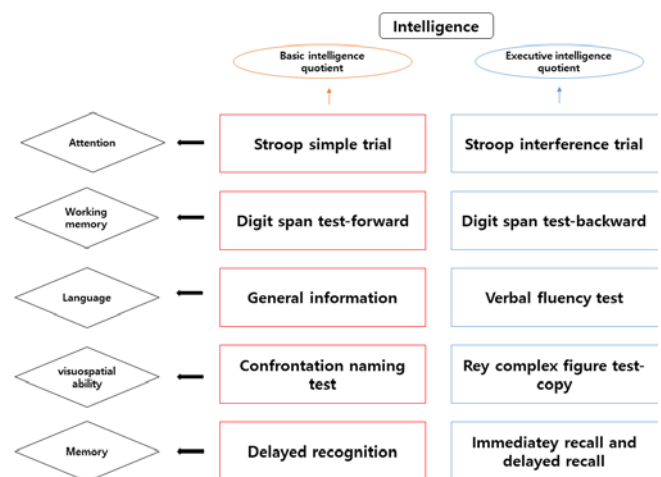 Intelligence
Basic intelligence
quotient
Executive intelligence
quotient
Attention
Stroop simple trial
Stroop interference trial
Working
memory
Digit span test-forward
Digit span test-backward
Language
General information
Verbal fluency test
visuospatial
ability
Confrontation naming
test
Rey complex figure test-
copy
Memory
Delayed recognition
Immediatey recall and
delayed recall